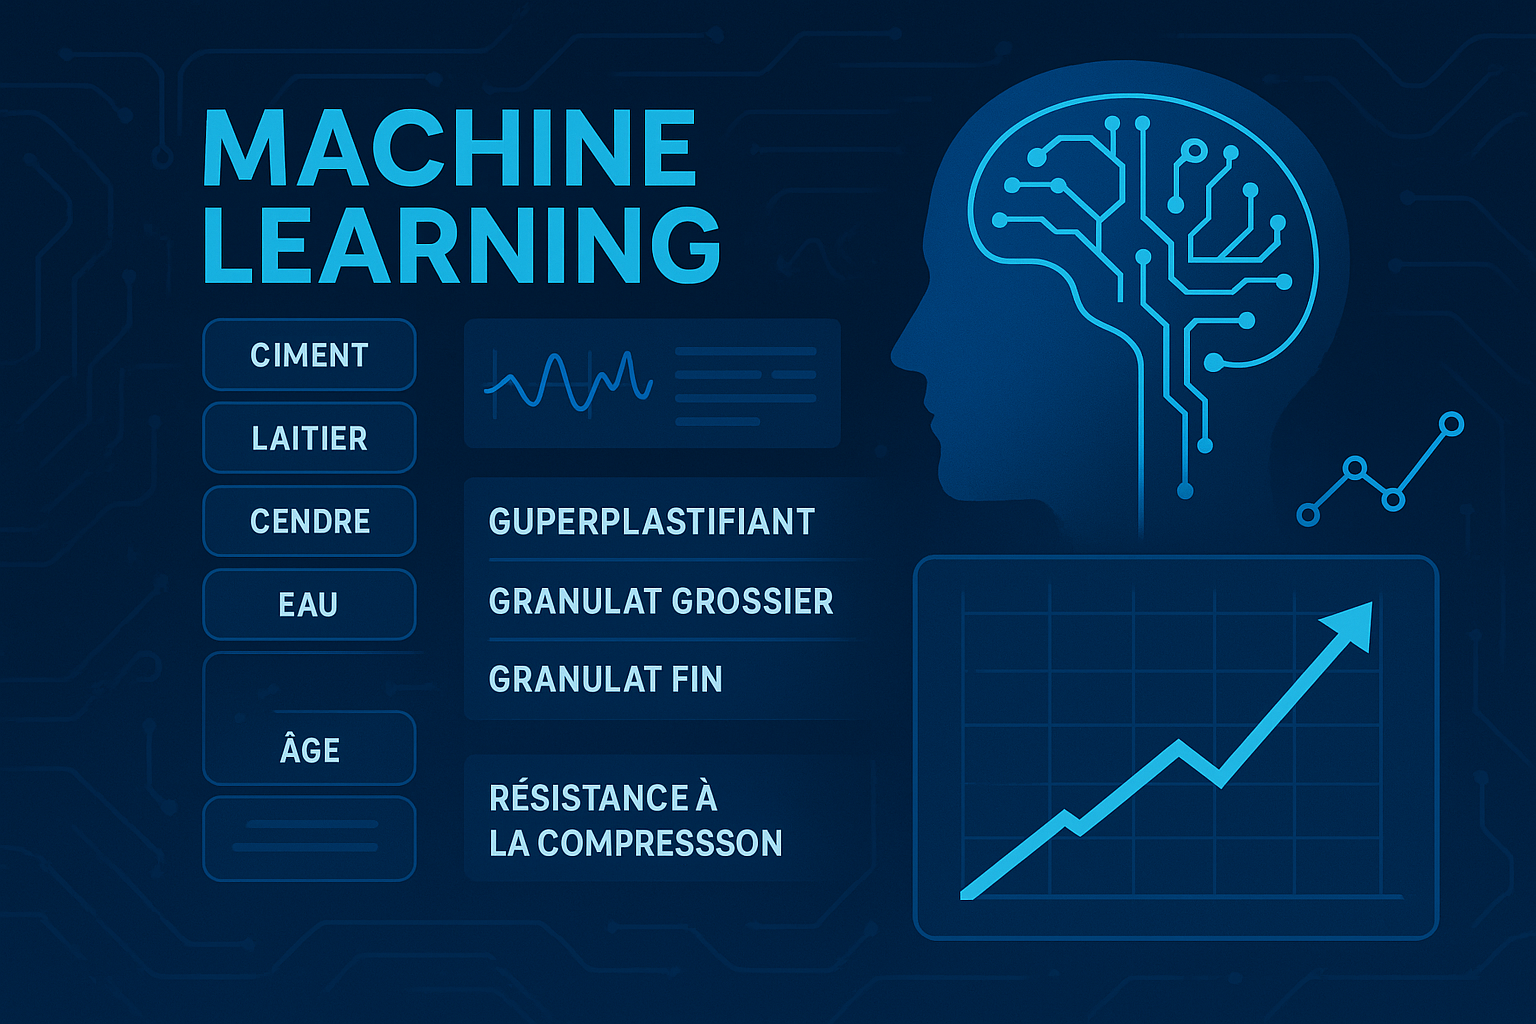 MACHINE
LEARNING
CIMENT
LAITIER
CENDRE
EAU
ÂGE
GUPERPLASTIFIANT
GRANULAT GROSSIER
GRANULAT FIN
RÉSISTANCE À
LA COMPRESSSON